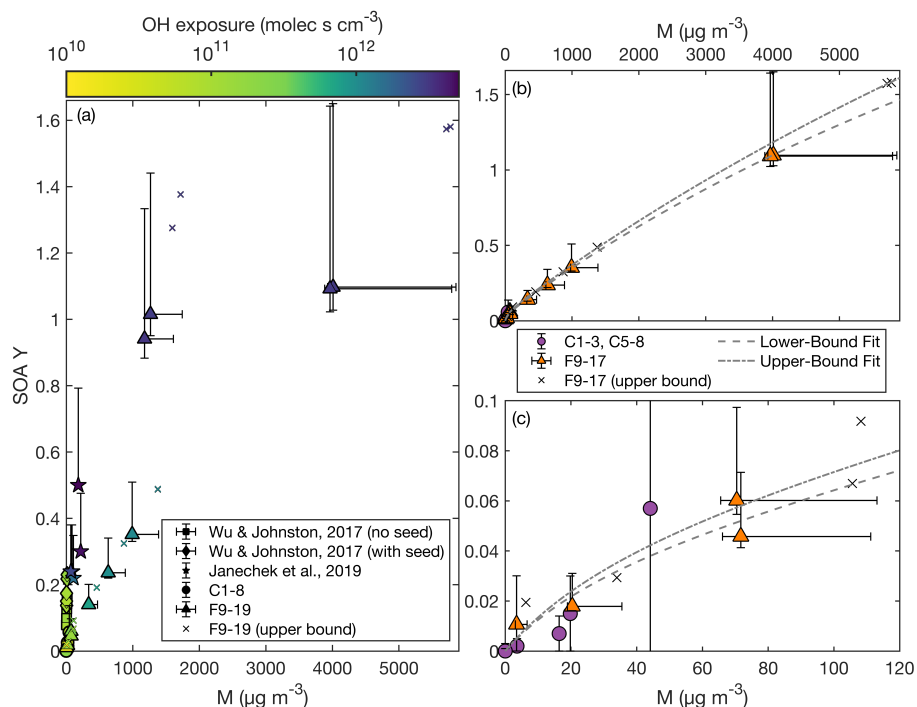 OH exposure (molec s cm⁻³)
10¹⁰ 10¹¹ 10¹²
(a)
SOA Y
1.6
1.4
1.2
1
0.8
0.6
0.4
0.2
0
0 1000 2000 3000 4000 5000
M (µg m⁻³)
Wu & Johnston, 2017 (no seed)
Wu & Johnston, 2017 (with seed)
Janechek et al., 2019
C1-8
F9-19
F9-19 (upper bound)
M (µg m⁻³)
0 1000 2000 3000 4000 5000
(b)
1.5
1
0.5
0
C1-3, C5-8
F9-17
F9-17 (upper bound)
Lower-Bound Fit
Upper-Bound Fit
(c)
0.1
0.08
0.06
0.04
0.02
0
0 20 40 60 80 100 120
M (µg m⁻³)